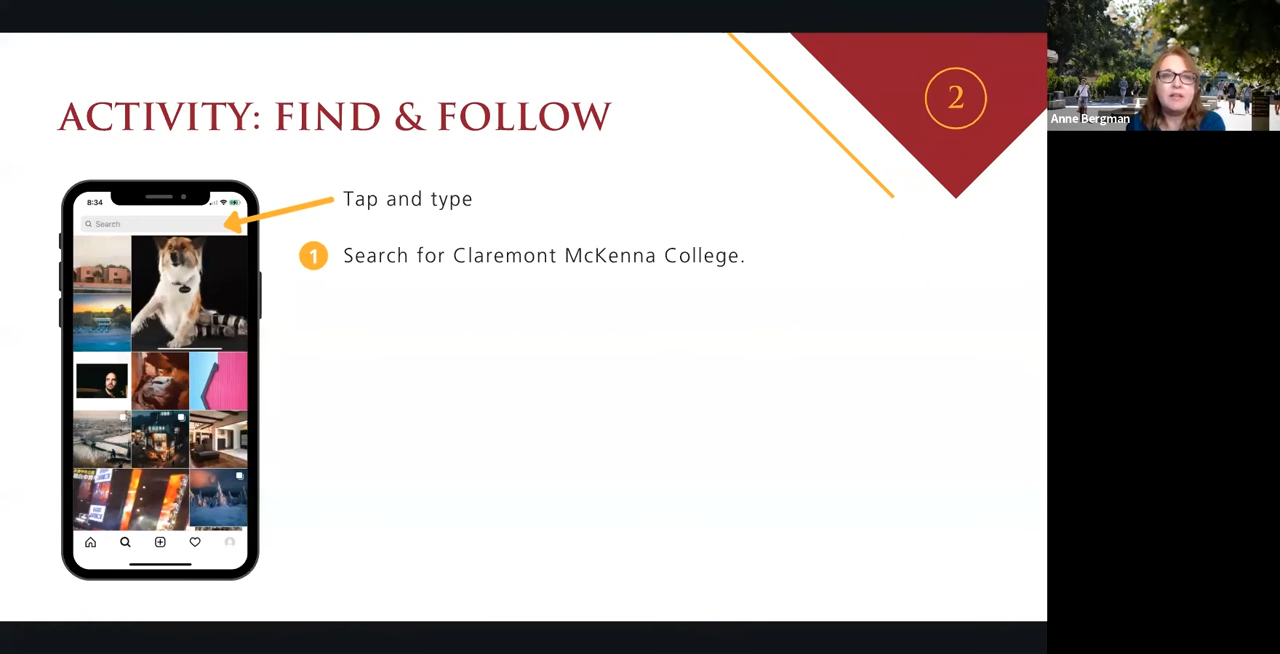 ACTIVITY: FIND & FOLLOW
2
Anne Bergman
8:34
Search
Tap and type
1 Search for Claremont McKenna College.